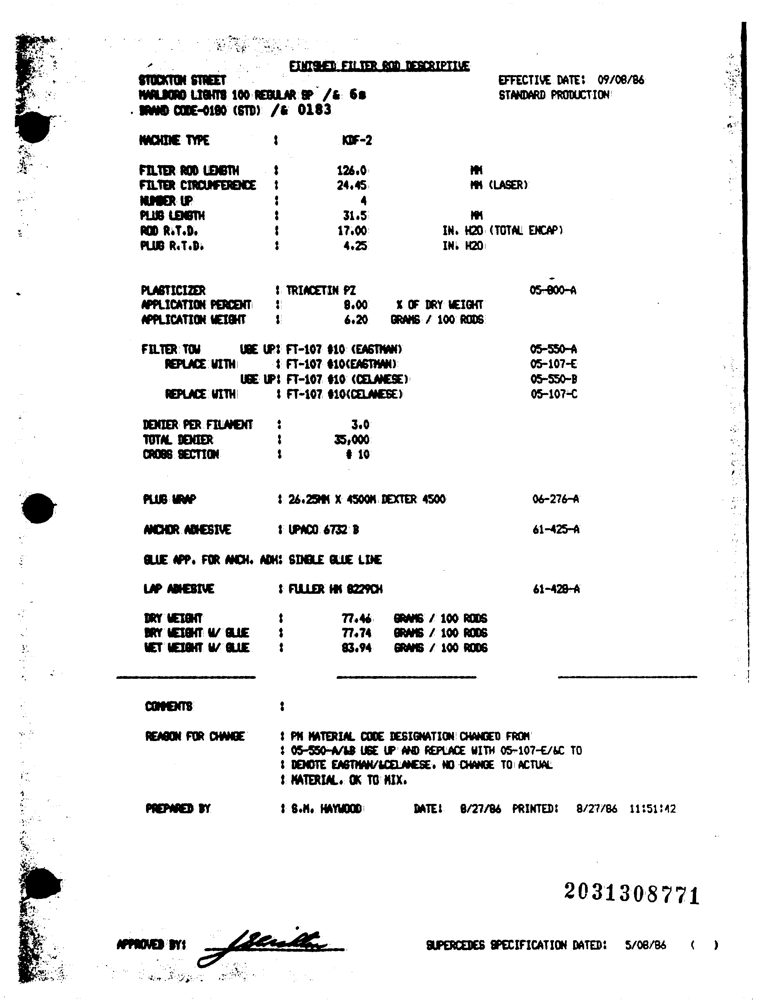 FINISHED FILTER ROD DESCRIPTIVE
STOCKTON STREET EFFECTIVE DATE: 09/08/86
MARLBORO LIGHTS 100 REGULAR SP /& 6s STANDARD PRODUCTION
BRAND CODE-0180 (STD) /& 0183
MACHINE TYPE : KDF-2
FILTER ROD LENGTH : 126.0 MM
FILTER CIRCUMFERENCE : 24.45 MM (LASER)
NUMBER UP : 4
PLUG LENGTH : 31.5 MM
ROD R.T.D. : 17.00 IN. H2O (TOTAL ENCAP)
PLUG R.T.D. : 4.25 IN. H2O
PLASTICIZER : TRIACETIN PZ 05-800-A
APPLICATION PERCENT : 8.00 % OF DRY WEIGHT
APPLICATION WEIGHT : 6.20 GRAMS / 100 RODS
FILTER TOW USE UP: FT-107 #10 (EASTMAN) 05-550-A
REPLACE WITH : FT-107 #10(EASTMAN) 05-107-E
USE UP: FT-107 #10 (CELANESE) 05-550-B
REPLACE WITH : FT-107 #10(CELANESE) 05-107-C
DENIER PER FILAMENT : 3.0
TOTAL DENIER : 35,000
CROSS SECTION : # 10
PLUG WRAP : 26.25MM X 4500M DEXTER 4500 06-276-A
ANCHOR ADHESIVE : UPACO 6732 B 61-425-A
GLUE APP. FOR ANCH. ADH: SINGLE GLUE LINE
LAP ADHESIVE : FULLER HM 8229CH 61-428-A
DRY WEIGHT : 77.46 GRAMS / 100 RODS
DRY WEIGHT W/ GLUE : 77.74 GRAMS / 100 RODS
WET WEIGHT W/ GLUE : 83.94 GRAMS / 100 RODS
COMMENTS :
REASON FOR CHANGE : PM MATERIAL CODE DESIGNATION CHANGED FROM
: 05-550-A/&B USE UP AND REPLACE WITH 05-107-E/&C TO
: DENOTE EASTMAN/&CELANESE. NO CHANGE TO ACTUAL
: MATERIAL. OK TO MIX.
PREPARED BY : S.M. HAYWOOD DATE: 8/27/86 PRINTED: 8/27/86 11:51:42
2031308771
APPROVED BY: SUPERCEDES SPECIFICATION DATED: 5/08/86 ( )